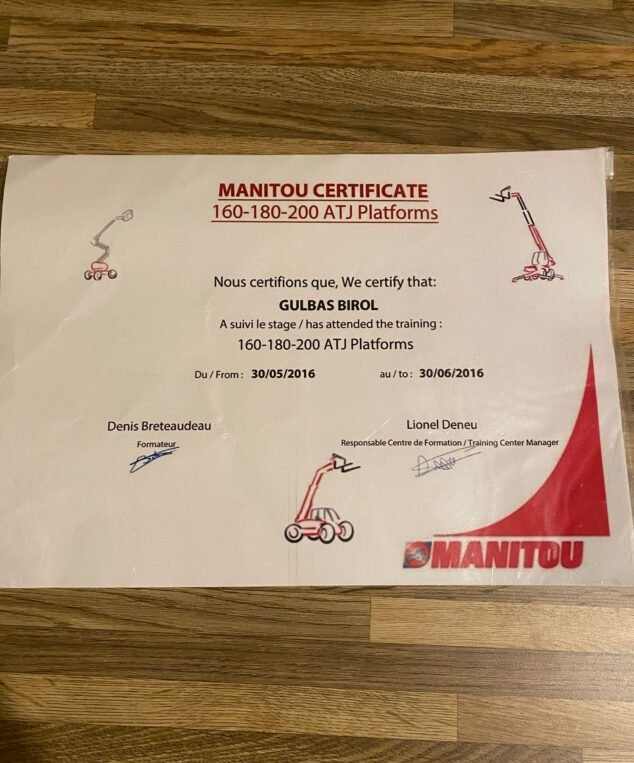 MANITOU CERTIFICATE
160-180-200 ATJ Platforms
Nous certifions que, We certify that:
GULBAS BIROL
A suivi le stage / has attended the training :
160-180-200 ATJ Platforms
Du / From : 30/05/2016 au / to : 30/06/2016
Denis Breteaudeau Lionel Deneu
Formateur Responsable Centre de Formation / Training Center Manager
MANITOU